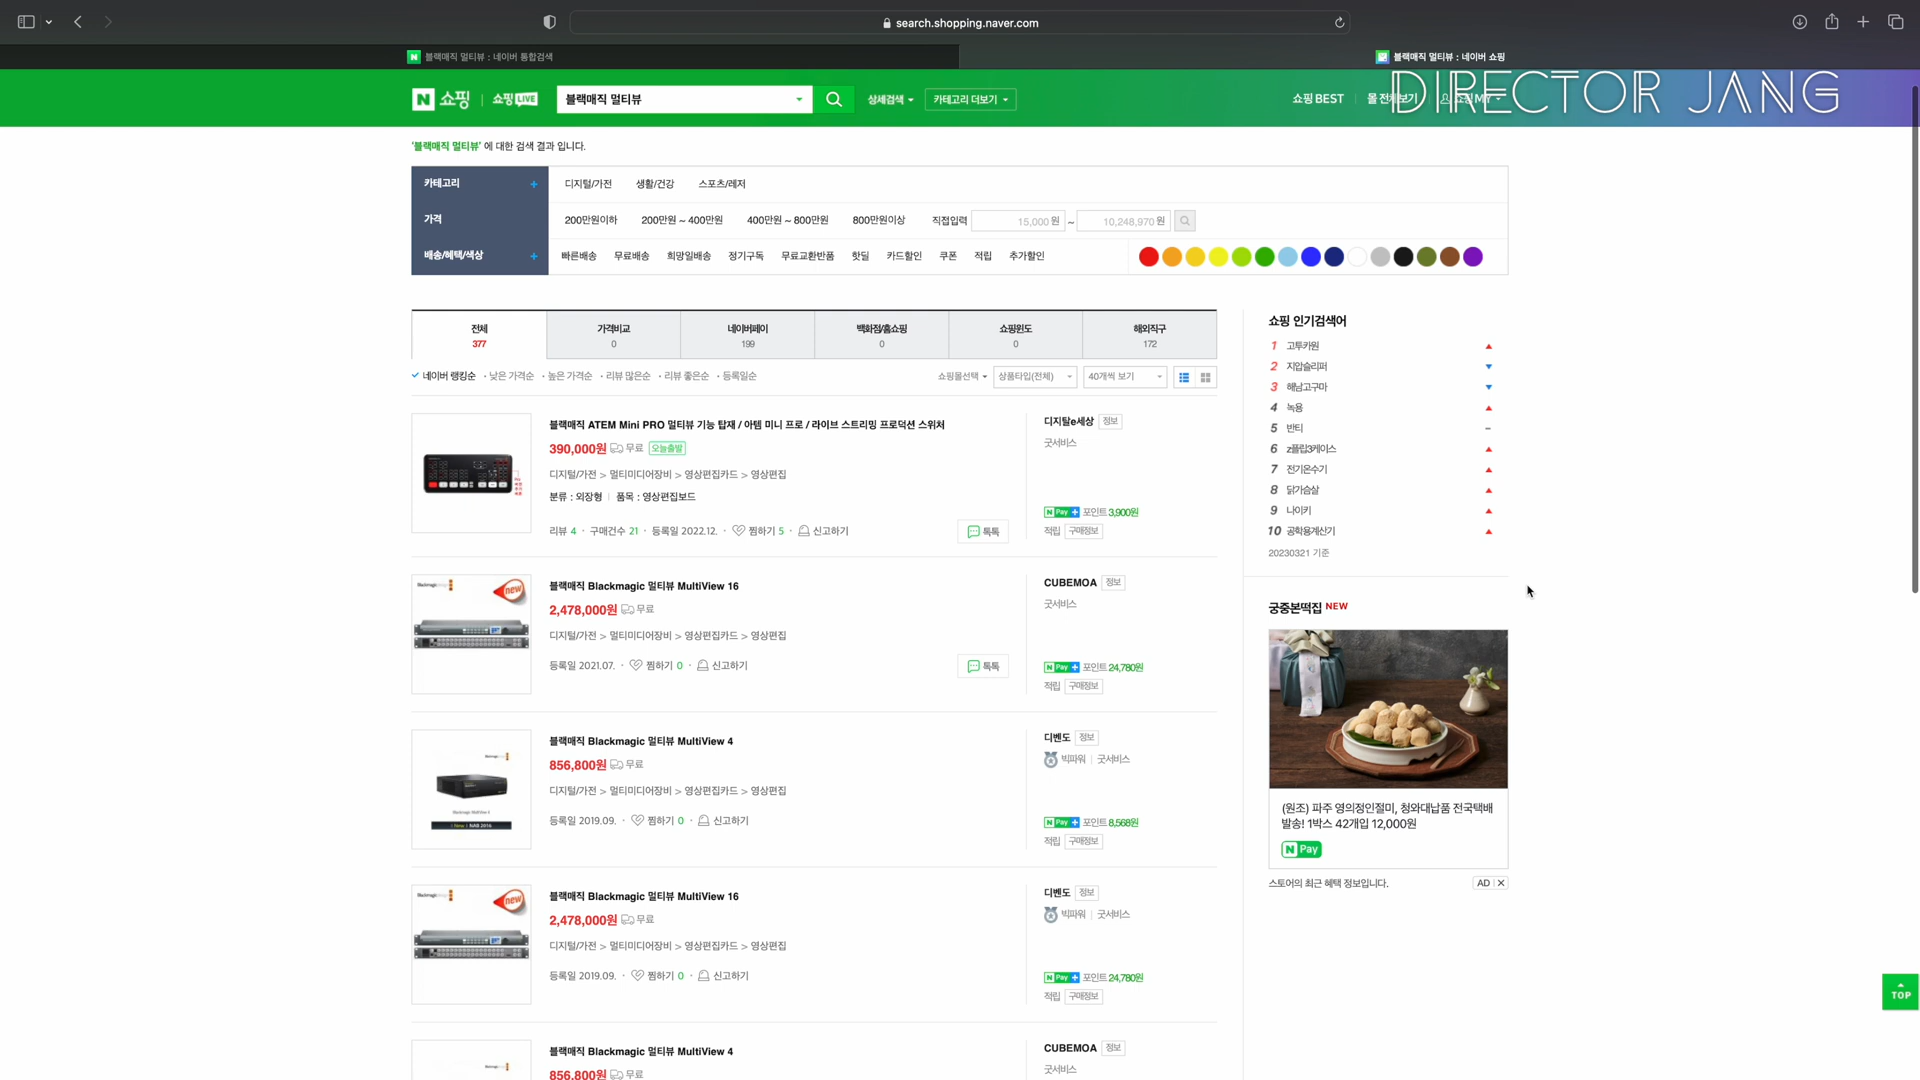 search.shopping.naver.com
블랙매직 멀티뷰 : 네이버 통합검색
블랙매직 멀티뷰 : 네이버 쇼핑
DIRECTOR JANG
N 쇼핑 쇼핑LIVE 블랙매직 멀티뷰 상세검색 카테고리 더보기 쇼핑BEST 몰 전체보기 쇼핑MY
'블랙매직 멀티뷰' 에 대한 검색 결과 입니다.
카테고리 + 디지털/가전 생활/건강 스포츠/레저
가격 200만원이하 200만원 ~ 400만원 400만원 ~ 800만원 800만원이상 직접입력 15,000 원 ~ 10,248,970 원
배송/혜택/색상 + 빠른배송 무료배송 희망일배송 정기구독 무료교환반품 핫딜 카드할인 쿠폰 적립 추가할인
전체 가격비교 네이버페이 백화점/홈쇼핑 쇼핑윈도 해외직구
377 0 199 0 0 172
네이버 랭킹순 · 낮은 가격순 · 높은 가격순 · 리뷰 많은순 · 리뷰 좋은순 · 등록일순 쇼핑몰선택 상품타입(전체) 40개씩 보기
블랙매직 ATEM Mini PRO 멀티뷰 기능 탑재 / 아템 미니 프로 / 라이브 스트리밍 프로덕션 스위처
390,000원 무료 오늘출발
디지털/가전 > 멀티미디어장비 > 영상편집카드 > 영상편집
분류 : 외장형 | 품목 : 영상편집보드
리뷰 4 · 구매건수 21 · 등록일 2022.12. · 찜하기 5 · 신고하기
톡톡
디지탈e세상 정보
굿서비스
N Pay + 포인트 3,900원
적립 구매정보
블랙매직 Blackmagic 멀티뷰 MultiView 16
2,478,000원 무료
디지털/가전 > 멀티미디어장비 > 영상편집카드 > 영상편집
등록일 2021.07. · 찜하기 0 · 신고하기
톡톡
CUBEMOA 정보
굿서비스
N Pay + 포인트 24,780원
적립 구매정보
new
블랙매직 Blackmagic 멀티뷰 MultiView 4
856,800원 무료
디지털/가전 > 멀티미디어장비 > 영상편집카드 > 영상편집
등록일 2019.09. · 찜하기 0 · 신고하기
디벤도 정보
빅파워 | 굿서비스
N Pay + 포인트 8,568원
적립 구매정보
블랙매직 Blackmagic 멀티뷰 MultiView 16
2,478,000원 무료
디지털/가전 > 멀티미디어장비 > 영상편집카드 > 영상편집
등록일 2019.09. · 찜하기 0 · 신고하기
디벤도 정보
빅파워 | 굿서비스
N Pay + 포인트 24,780원
적립 구매정보
new
블랙매직 Blackmagic 멀티뷰 MultiView 4
856,800원 무료
CUBEMOA 정보
굿서비스
쇼핑 인기검색어
1 고투카원
2 지압슬리퍼
3 해남고구마
4 녹용
5 반티
6 z플립3케이스
7 전기온수기
8 닭가슴살
9 나이키
10 공학용계산기
20230321 기준
궁중본떡집 NEW
(원조) 파주 영의정인절미, 청와대납품 전국택배
발송! 1박스 42개입 12,000원
N Pay
스토어의 최근 혜택 정보입니다. AD X
TOP